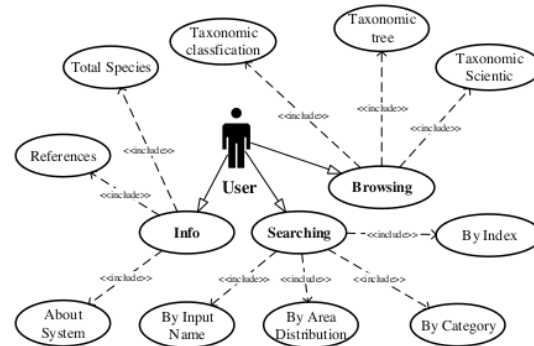 Taxonomic
classfication
Taxonomic
tree
Taxonomic
Scientic
Total Species
<<include>>
<<include>>
<<include>>
<<include>>
References
User
Browsing
<<include>>
Info
Searching
<<include>>
By Index
<<include>>
<<include>>
<<include>>
<<include>>
About
System
By Input
Name
By Area
Distribution
By Category